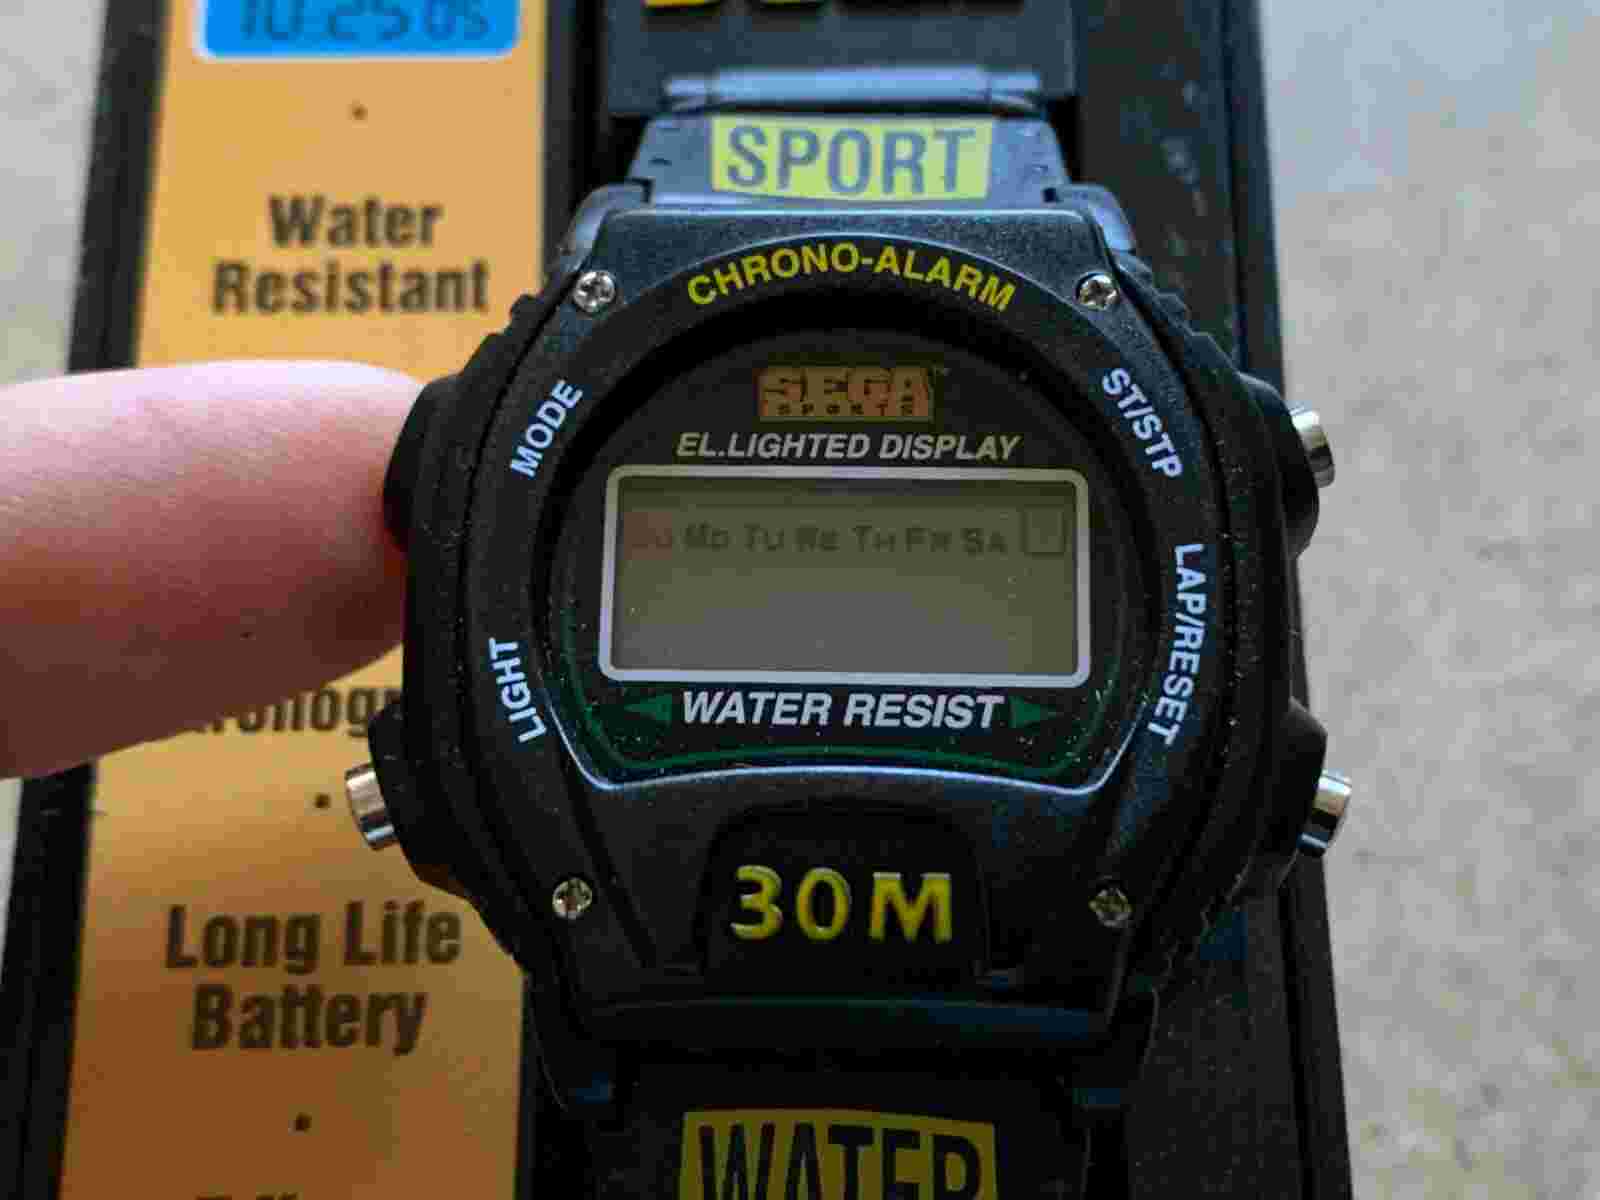 10:25 05
Water
Resistant
Long Life
Battery
SPORT
CHRONO-ALARM
MODE
ST/STP
SEGA
SPORTS
EL.LIGHTED DISPLAY
Mo Tu We Th Fr Sa
LIGHT
LAP/RESET
WATER RESIST
30M
WATER